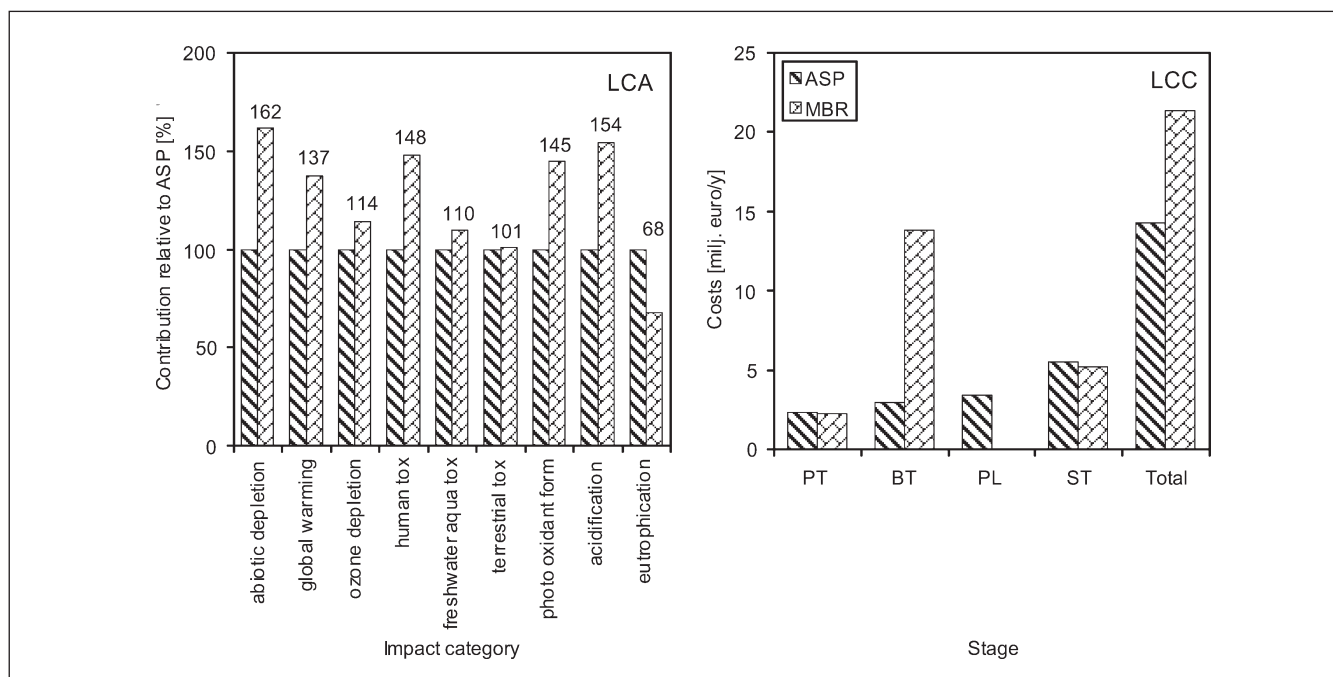 LCA
Contribution relative to ASP [%]
200
150
100
50
0
162
137
114
148
110
101
145
154
68
abiotic depletion
global warming
ozone depletion
human tox
freshwater aqua tox
terrestrial tox
photo oxidant form
acidification
eutrophication
Impact category
LCC
ASP
MBR
Costs [milj. euro/y]
25
20
15
10
5
0
PT BT PL ST Total
Stage